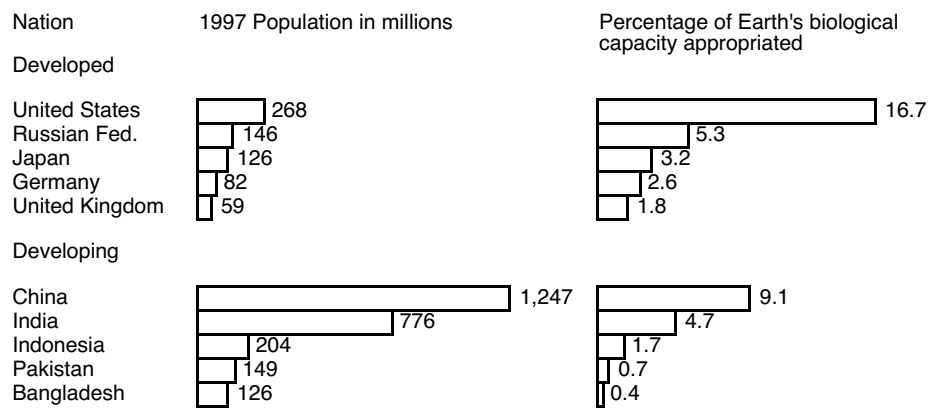 Nation 1997 Population in millions Percentage of Earth's biological
capacity appropriated
Developed
United States 268 16.7
Russian Fed. 146 5.3
Japan 126 3.2
Germany 82 2.6
United Kingdom 59 1.8
Developing
China 1,247 9.1
India 776 4.7
Indonesia 204 1.7
Pakistan 149 0.7
Bangladesh 126 0.4